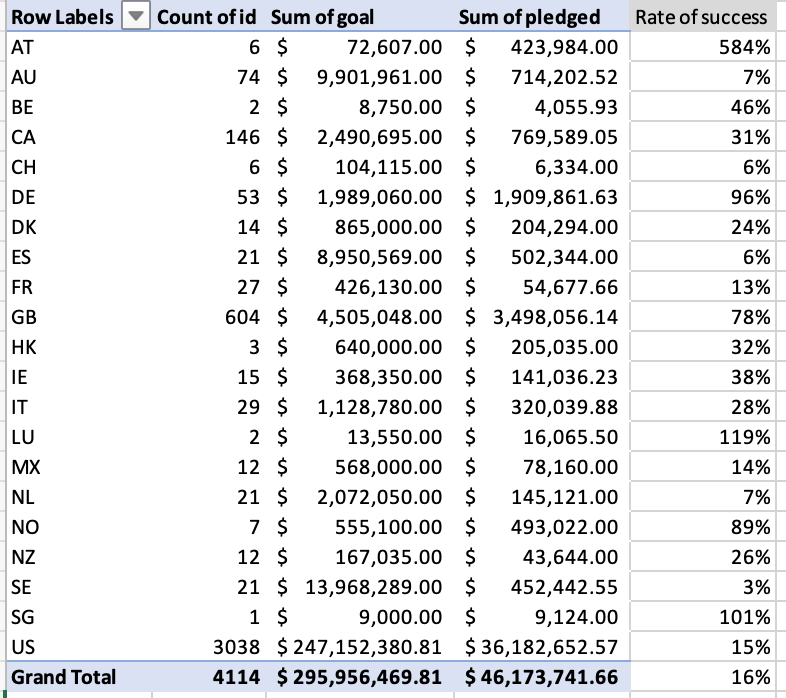 Row Labels Count of id Sum of goal Sum of pledged Rate of success
AT 6 $ 72,607.00 $ 423,984.00 584%
AU 74 $ 9,901,961.00 $ 714,202.52 7%
BE 2 $ 8,750.00 $ 4,055.93 46%
CA 146 $ 2,490,695.00 $ 769,589.05 31%
CH 6 $ 104,115.00 $ 6,334.00 6%
DE 53 $ 1,989,060.00 $ 1,909,861.63 96%
DK 14 $ 865,000.00 $ 204,294.00 24%
ES 21 $ 8,950,569.00 $ 502,344.00 6%
FR 27 $ 426,130.00 $ 54,677.66 13%
GB 604 $ 4,505,048.00 $ 3,498,056.14 78%
HK 3 $ 640,000.00 $ 205,035.00 32%
IE 15 $ 368,350.00 $ 141,036.23 38%
IT 29 $ 1,128,780.00 $ 320,039.88 28%
LU 2 $ 13,550.00 $ 16,065.50 119%
MX 12 $ 568,000.00 $ 78,160.00 14%
NL 21 $ 2,072,050.00 $ 145,121.00 7%
NO 7 $ 555,100.00 $ 493,022.00 89%
NZ 12 $ 167,035.00 $ 43,644.00 26%
SE 21 $ 13,968,289.00 $ 452,442.55 3%
SG 1 $ 9,000.00 $ 9,124.00 101%
US 3038 $ 247,152,380.81 $ 36,182,652.57 15%
Grand Total 4114 $ 295,956,469.81 $ 46,173,741.66 16%